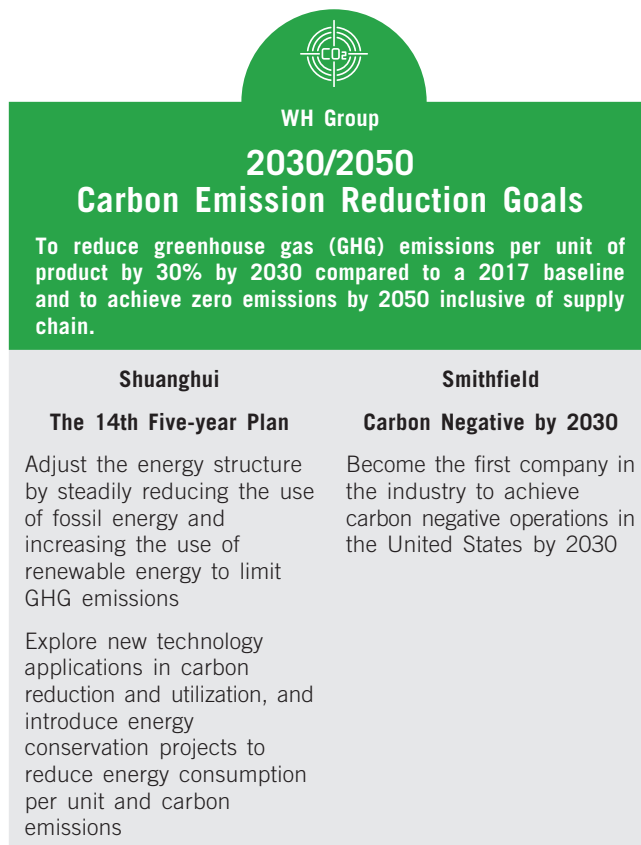 CO2
WH Group
2030/2050
Carbon Emission Reduction Goals
To reduce greenhouse gas (GHG) emissions per unit of
product by 30% by 2030 compared to a 2017 baseline
and to achieve zero emissions by 2050 inclusive of supply
chain.
Shuanghui
The 14th Five-year Plan
Adjust the energy structure
by steadily reducing the use
of fossil energy and
increasing the use of
renewable energy to limit
GHG emissions
Explore new technology
applications in carbon
reduction and utilization, and
introduce energy
conservation projects to
reduce energy consumption
per unit and carbon
emissions
Smithfield
Carbon Negative by 2030
Become the first company in
the industry to achieve
carbon negative operations in
the United States by 2030